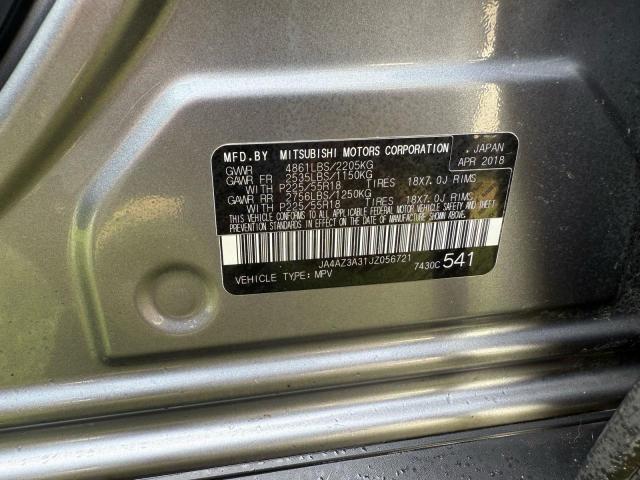 MFD.BY MITSUBISHI MOTORS CORPORATION , JAPAN
GVWR 4861LBS/2205KG APR 2018
GAWR FR 2535LBS/1150KG
WITH P225/55R18 TIRES 18X7.0J RIMS
GAWR RR 2756LBS/1250KG
WITH P225/55R18 TIRES 18X7.0J RIMS
THIS VEHICLE CONFORMS TO ALL APPLICABLE FEDERAL MOTOR VEHICLE
SAFETY AND THEFT PREVENTION STANDARDS IN EFFECT ON THE
DATE OF MANUFACTURE SHOWN ABOVE.
JA4AZ3A31JZ056721
VEHICLE TYPE: MPV 7430C 541